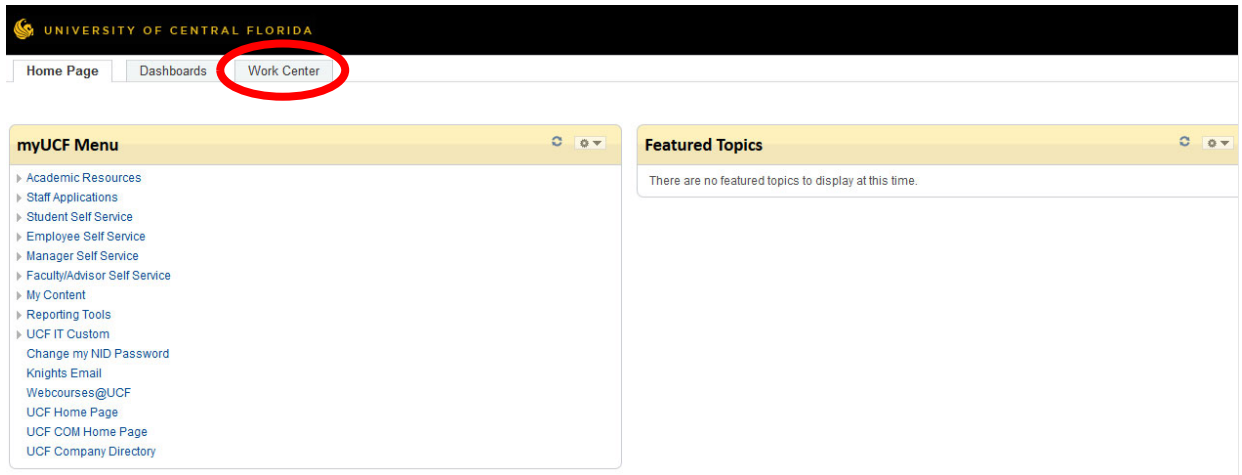 UNIVERSITY OF CENTRAL FLORIDA
Home Page Dashboards Work Center
myUCF Menu
Academic Resources
Staff Applications
Student Self Service
Employee Self Service
Manager Self Service
Faculty/Advisor Self Service
My Content
Reporting Tools
UCF IT Custom
Change my NID Password
Knights Email
Webcourses@UCF
UCF Home Page
UCF COM Home Page
UCF Company Directory
Featured Topics
There are no featured topics to display at this time.